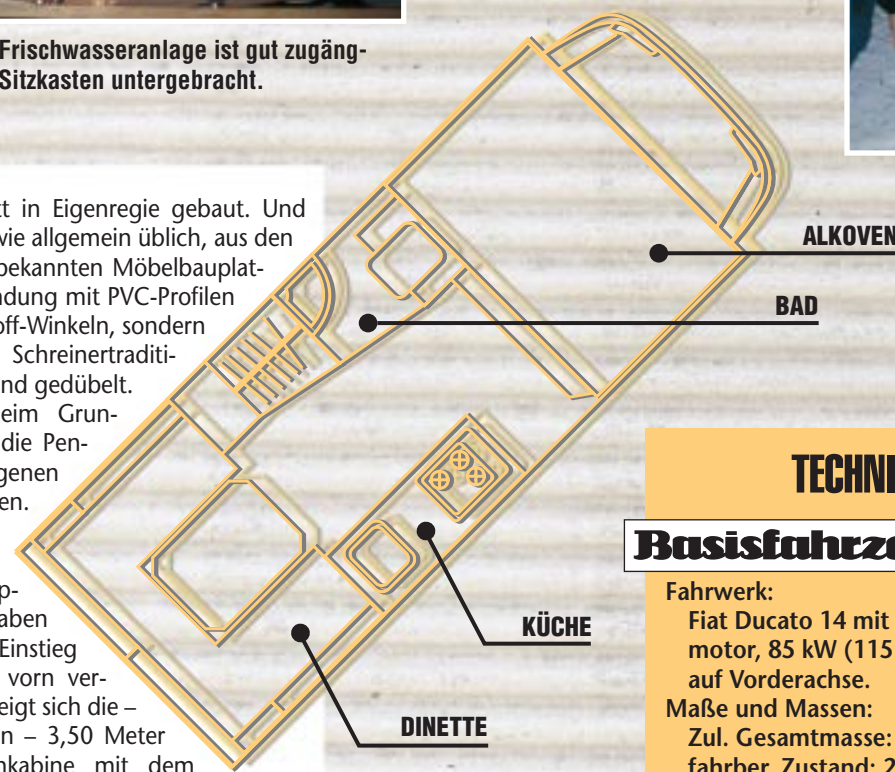 Frischwasseranlage ist gut zugäng-
Sitzkasten untergebracht.
in Eigenregie gebaut. Und
wie allgemein üblich, aus den
bekannten Möbelbauplat-
ndung mit PVC-Profilen
off-Winkeln, sondern
Schreinertraditi-
nd gedübelt.
eim Grun-
die Pen-
genen
en.
p-
aben
Einstieg
vorn ver-
eigt sich die –
n – 3,50 Meter
nkabine mit dem
ALKOVEN
BAD
KÜCHE
DINETTE
TECHNI
Basisfahrze
Fahrwerk:
Fiat Ducato 14 mit
motor, 85 kW (115
auf Vorderachse.
Maße und Massen:
Zul. Gesamtmasse:
fahrber. Zustand: 2